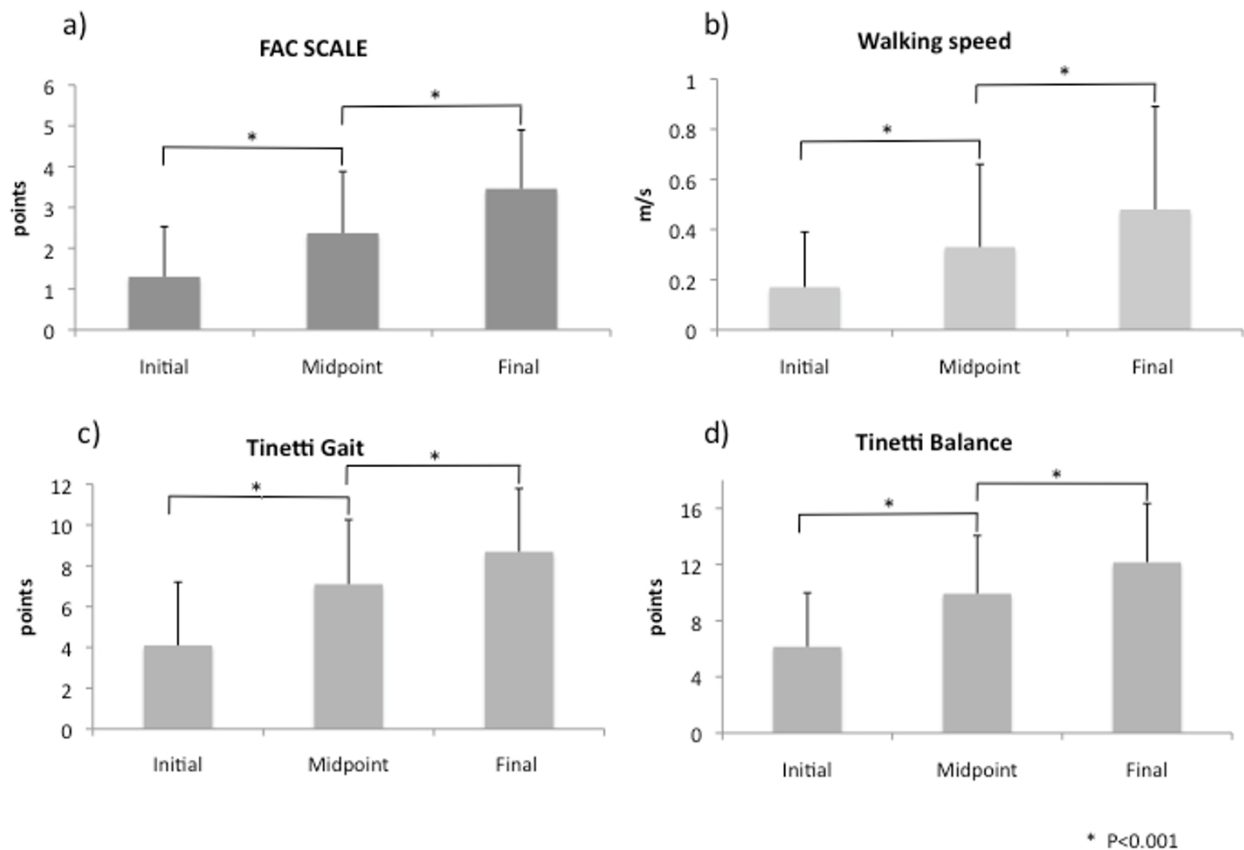 a)
FAC SCALE
6
5
4
3
2
1
0
points
*
*
Initial Midpoint Final
b)
Walking speed
1
0.8
0.6
0.4
0.2
0
m/s
*
*
Initial Midpoint Final
c)
Tinetti Gait
12
10
8
6
4
2
0
points
*
*
Initial Midpoint Final
d)
Tinetti Balance
16
12
8
4
0
points
*
*
Initial Midpoint Final
* P<0.001